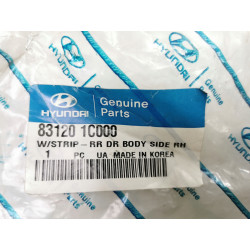 HYUNDAI
Genuine
Parts
83120 1C000
W/STRIP-RR DR BODY SIDE RH
1 PC UA MADE IN KOREA